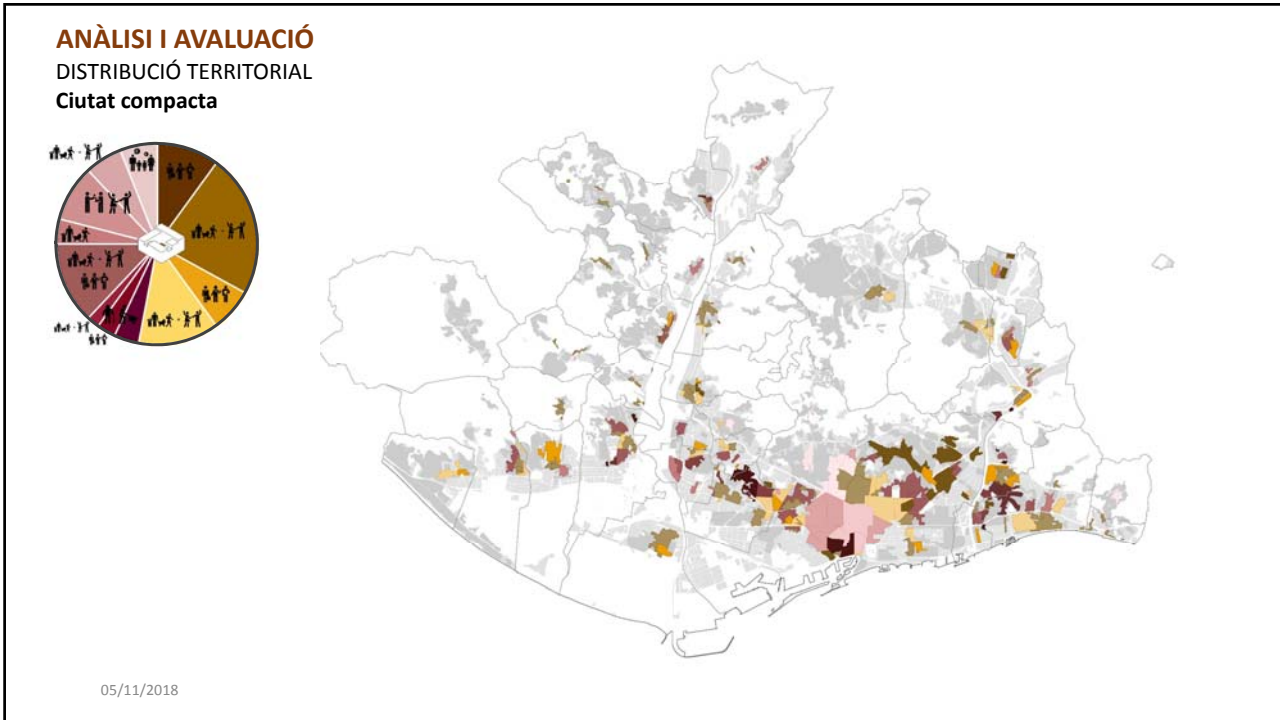 ANÀLISI I AVALUACIÓ
DISTRIBUCIÓ TERRITORIAL
Ciutat compacta
05/11/2018